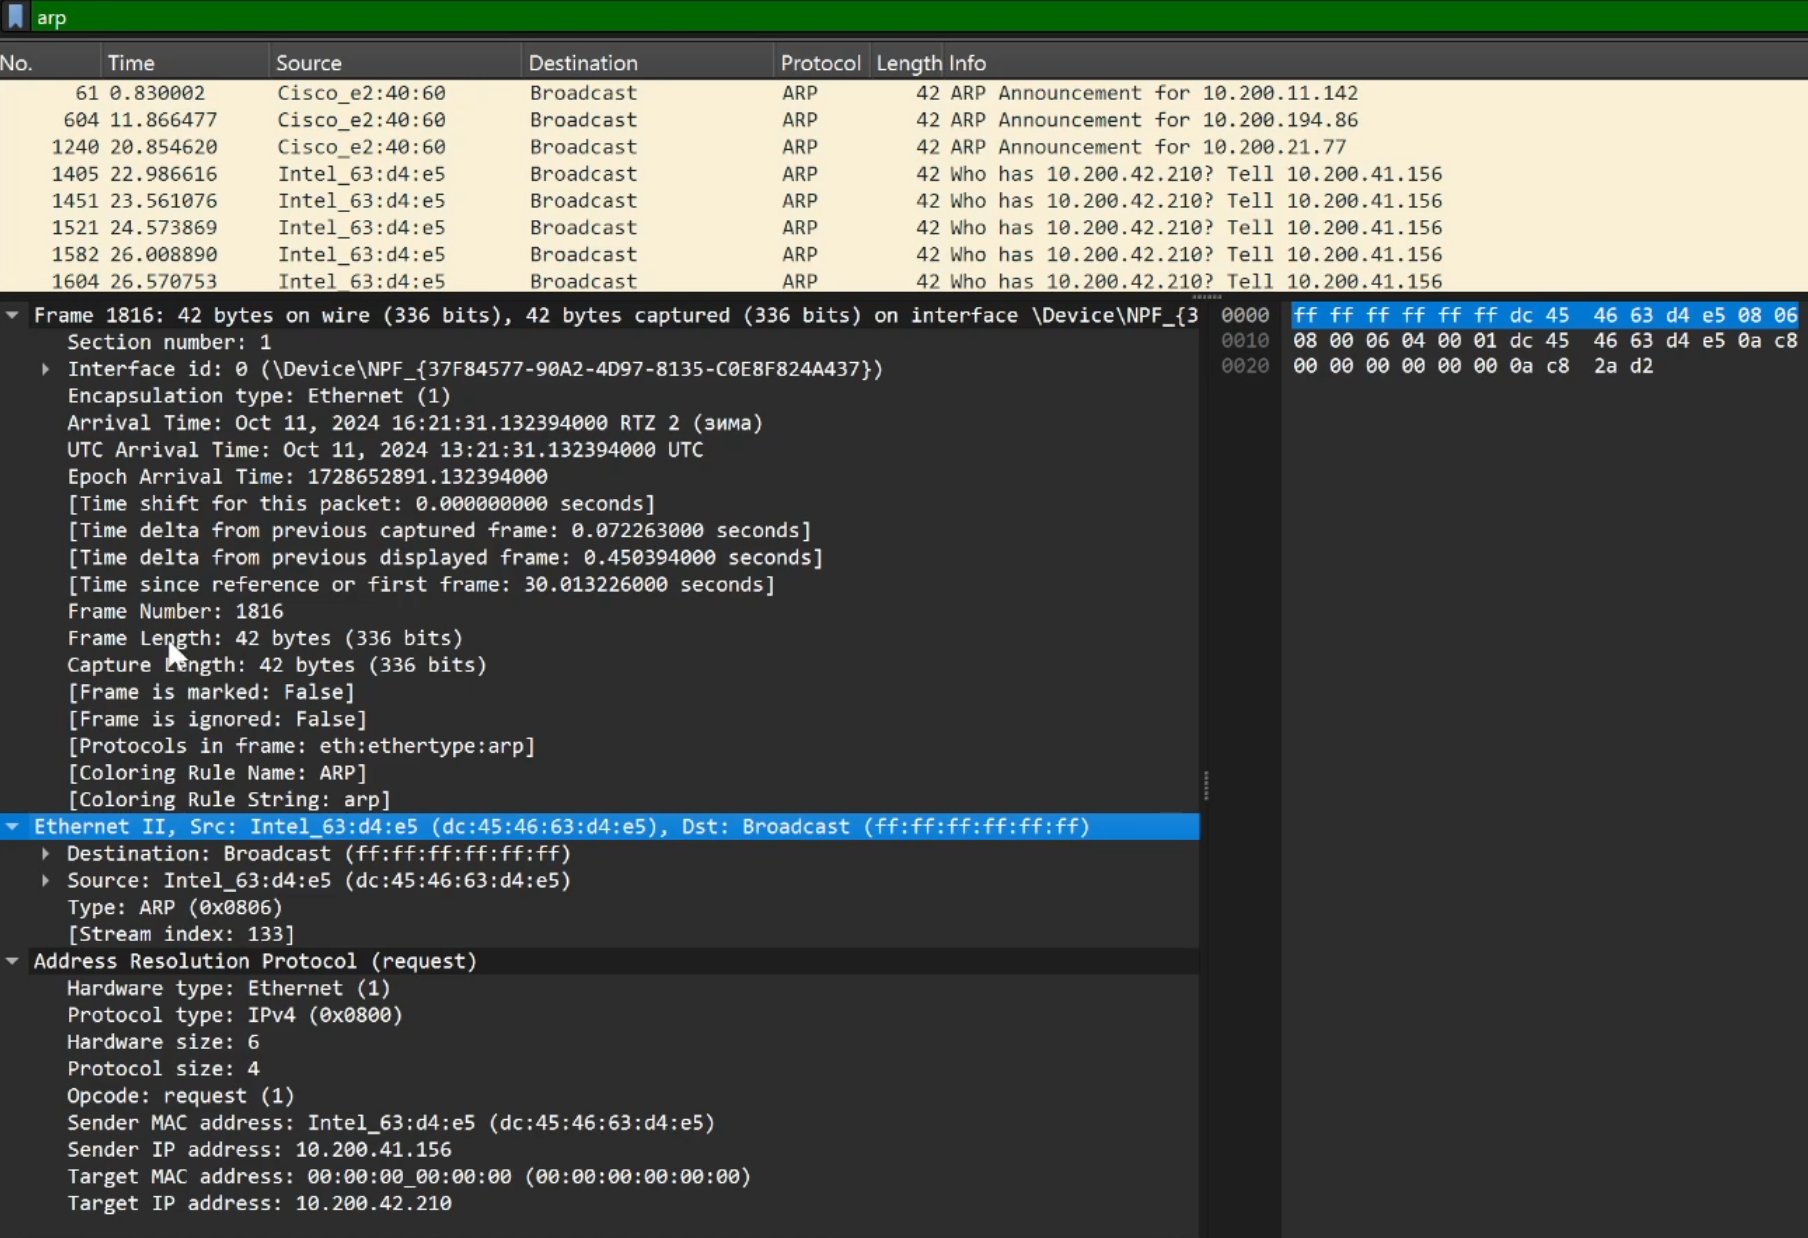 arp
No. Time Source Destination Protocol Length Info
61 0.830002 Cisco_e2:40:60 Broadcast ARP 42 ARP Announcement for 10.200.11.142
604 11.866477 Cisco_e2:40:60 Broadcast ARP 42 ARP Announcement for 10.200.194.86
1240 20.854620 Cisco_e2:40:60 Broadcast ARP 42 ARP Announcement for 10.200.21.77
1405 22.986616 Intel_63:d4:e5 Broadcast ARP 42 Who has 10.200.42.210? Tell 10.200.41.156
1451 23.561076 Intel_63:d4:e5 Broadcast ARP 42 Who has 10.200.42.210? Tell 10.200.41.156
1521 24.573869 Intel_63:d4:e5 Broadcast ARP 42 Who has 10.200.42.210? Tell 10.200.41.156
1582 26.008890 Intel_63:d4:e5 Broadcast ARP 42 Who has 10.200.42.210? Tell 10.200.41.156
1604 26.570753 Intel_63:d4:e5 Broadcast ARP 42 Who has 10.200.42.210? Tell 10.200.41.156
Frame 1816: 42 bytes on wire (336 bits), 42 bytes captured (336 bits) on interface \Device\NPF_{3
Section number: 1
Interface id: 0 (\Device\NPF_{37F84577-90A2-4D97-8135-C0E8F824A437})
Encapsulation type: Ethernet (1)
Arrival Time: Oct 11, 2024 16:21:31.132394000 RTZ 2 (зима)
UTC Arrival Time: Oct 11, 2024 13:21:31.132394000 UTC
Epoch Arrival Time: 1728652891.132394000
[Time shift for this packet: 0.000000000 seconds]
[Time delta from previous captured frame: 0.072263000 seconds]
[Time delta from previous displayed frame: 0.450394000 seconds]
[Time since reference or first frame: 30.013226000 seconds]
Frame Number: 1816
Frame Length: 42 bytes (336 bits)
Capture Length: 42 bytes (336 bits)
[Frame is marked: False]
[Frame is ignored: False]
[Protocols in frame: eth:ethertype:arp]
[Coloring Rule Name: ARP]
[Coloring Rule String: arp]
Ethernet II, Src: Intel_63:d4:e5 (dc:45:46:63:d4:e5), Dst: Broadcast (ff:ff:ff:ff:ff:ff)
Destination: Broadcast (ff:ff:ff:ff:ff:ff)
Source: Intel_63:d4:e5 (dc:45:46:63:d4:e5)
Type: ARP (0x0806)
[Stream index: 133]
Address Resolution Protocol (request)
Hardware type: Ethernet (1)
Protocol type: IPv4 (0x0800)
Hardware size: 6
Protocol size: 4
Opcode: request (1)
Sender MAC address: Intel_63:d4:e5 (dc:45:46:63:d4:e5)
Sender IP address: 10.200.41.156
Target MAC address: 00:00:00_00:00:00 (00:00:00:00:00:00)
Target IP address: 10.200.42.210
0000 ff ff ff ff ff ff dc 45 46 63 d4 e5 08 06
0010 08 00 06 04 00 01 dc 45 46 63 d4 e5 0a c8
0020 00 00 00 00 00 00 0a c8 2a d2